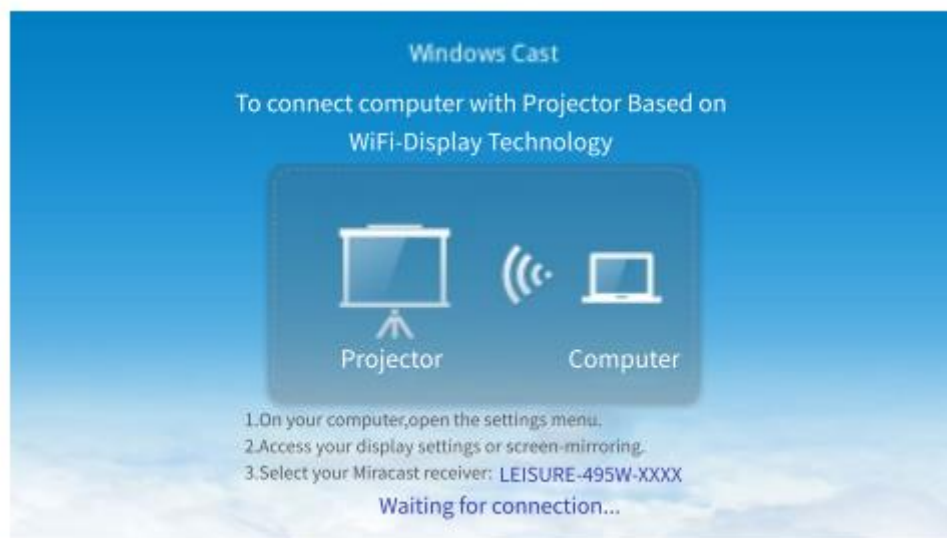 Windows Cast
To connect computer with Projector Based on
WiFi-Display Technology
Projector Computer
1.On your computer,open the settings menu.
2.Access your display settings or screen-mirroring.
3.Select your Miracast receiver: LEISURE-495W-XXXX
Waiting for connection...